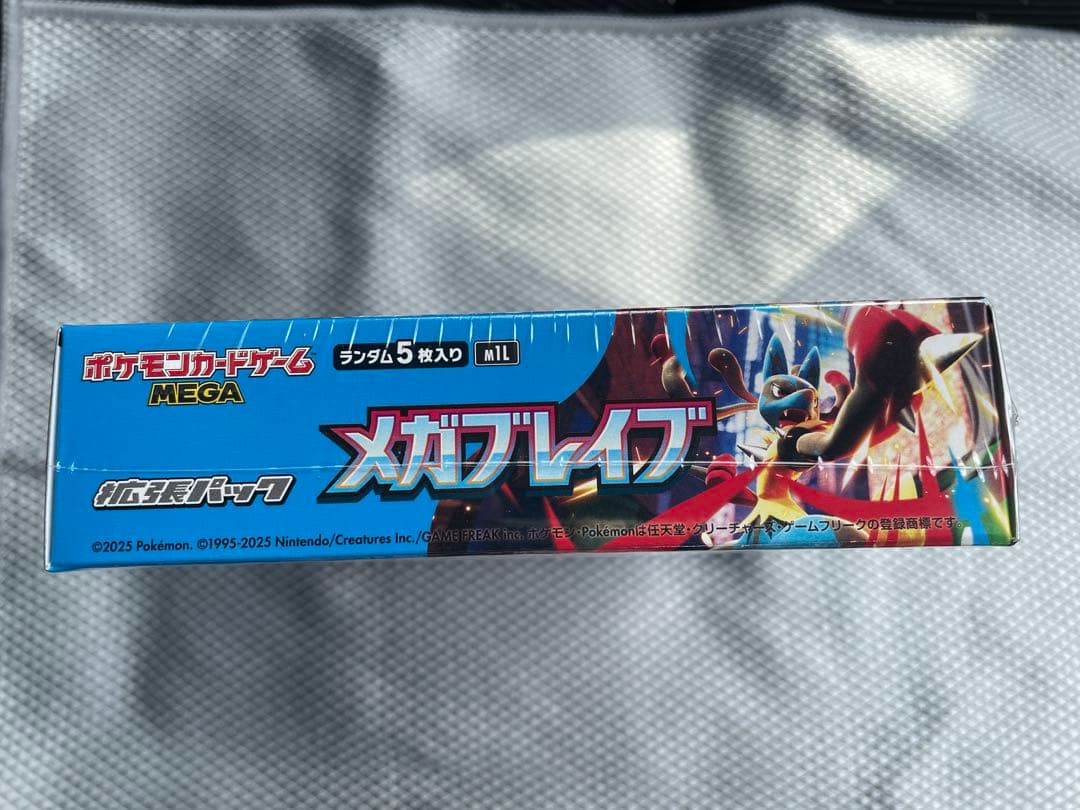 ポケモンカードゲーム
MEGA
ランダム5枚入り M1L
メガブレイブ
拡張パック
©2025 Pokémon. ©1995-2025 Nintendo/Creatures Inc./GAME FREAK inc. ポケモン・Pokémonは任天堂・クリーチャーズ・ゲームフリークの登録商標です。